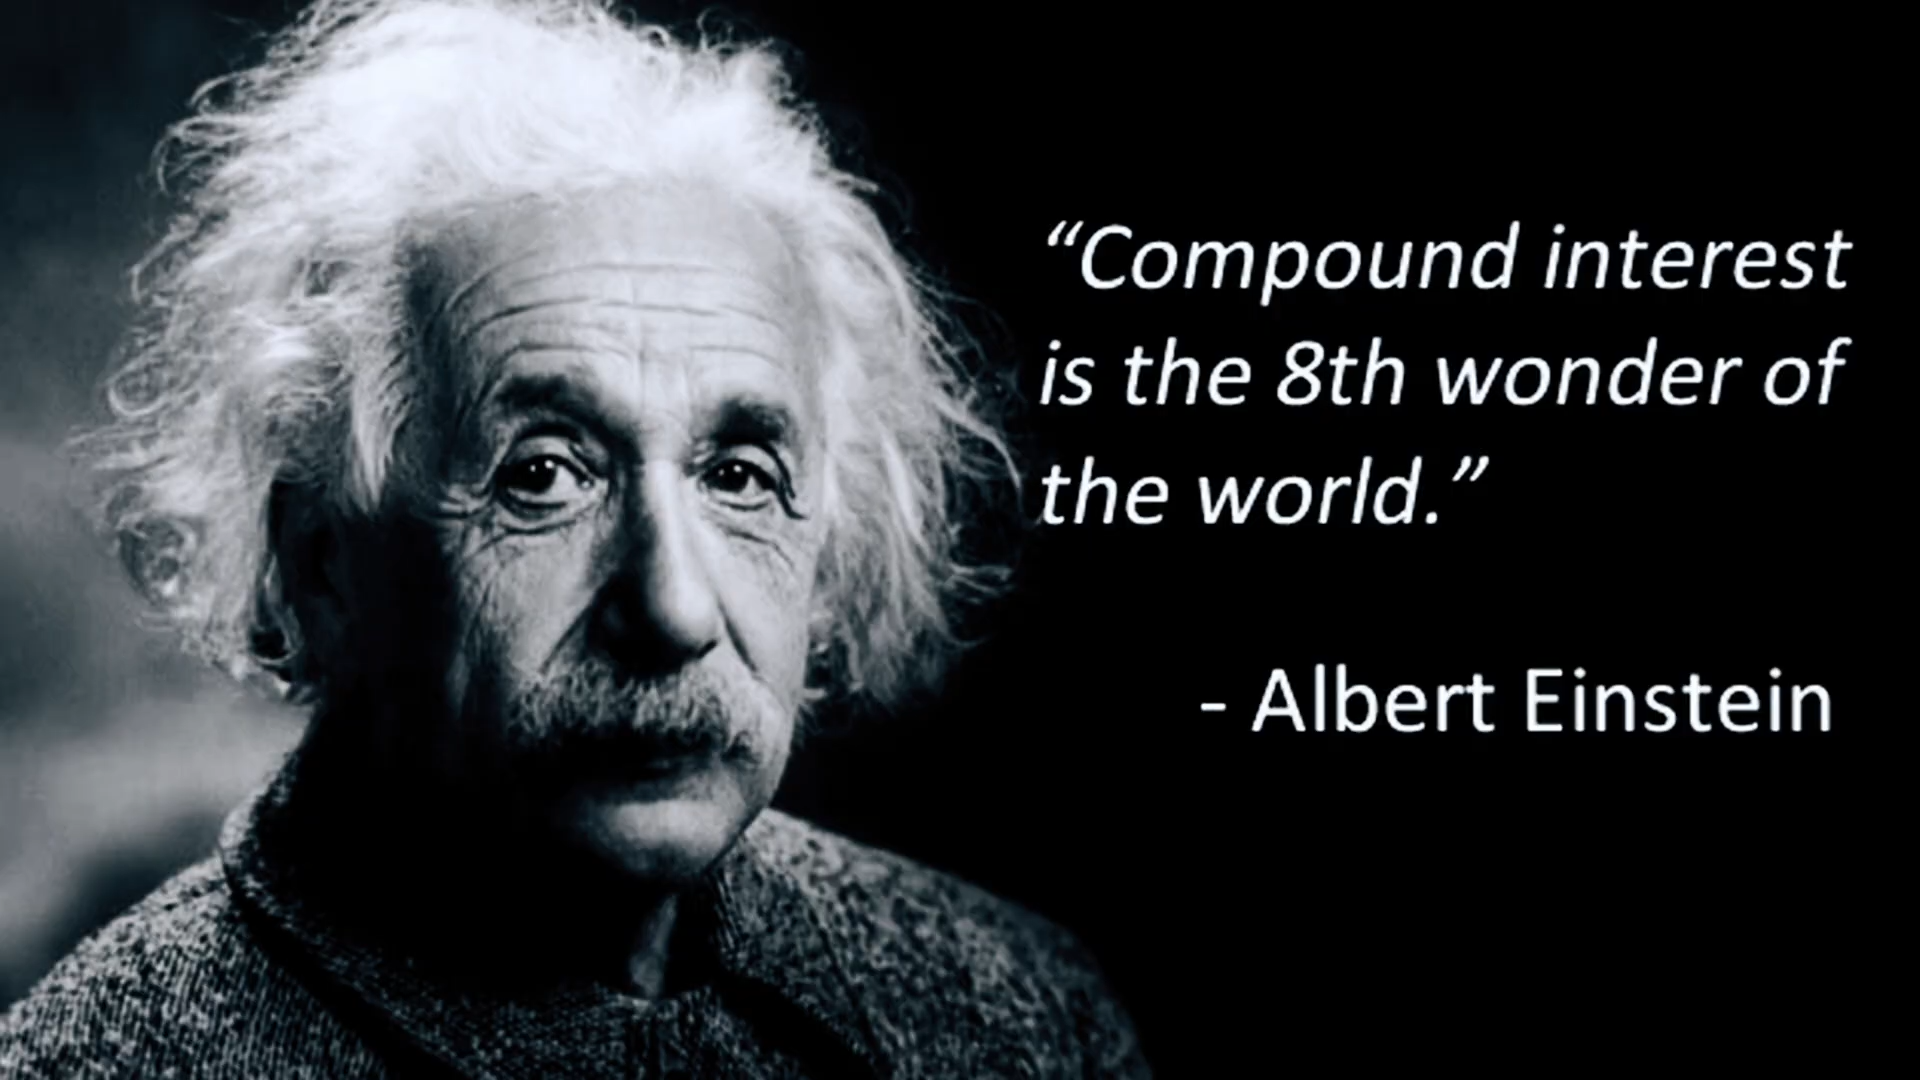 “Compound interest
is the 8th wonder of
the world.”
- Albert Einstein